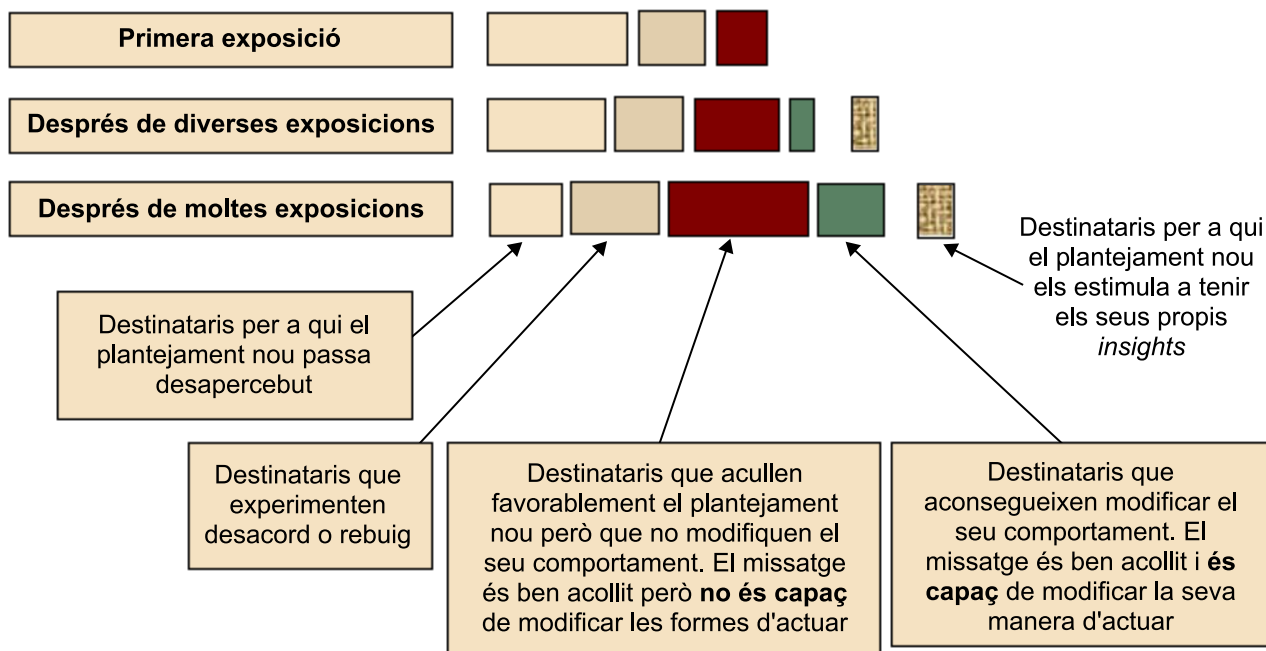 Primera exposició
Després de diverses exposicions
Després de moltes exposicions
Destinataris per a qui
el plantejament nou
els estimula a tenir
els seus propis
insights
Destinataris per a qui el
plantejament nou passa
desapercebut
Destinataris que
experimenten
desacord o rebuig
Destinataris que acullen
favorablement el plantejament
nou però que no modifiquen el
seu comportament. El missatge
és ben acollit però no és capaç
de modificar les formes d'actuar
Destinataris que
aconsegueixen modificar el
seu comportament. El
missatge és ben acollit i és
capaç de modificar la seva
manera d'actuar